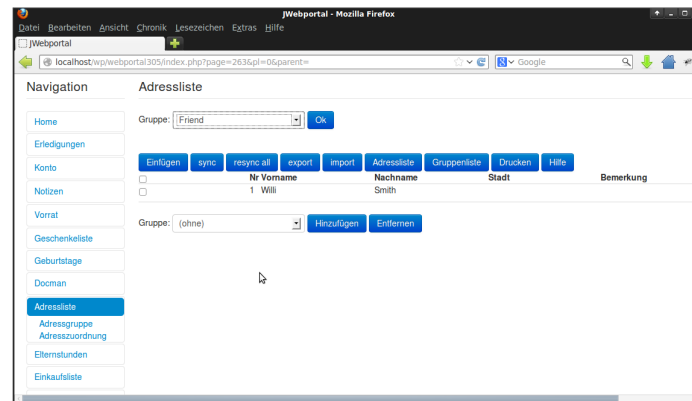 JWebportal - Mozilla Firefox
Datei Bearbeiten Ansicht Chronik Lesezeichen Extras Hilfe
JWebportal
localhost/wp/webportal305/index.php?page=263&pl=0&parent=
Google
Navigation
Adressliste
Home
Erledigungen
Konto
Notizen
Vorrat
Geschenkeliste
Geburtstage
Docman
Adressliste
Adressgruppe
Adresszuordnung
Elternstunden
Einkaufsliste
Gruppe: Friend Ok
Einfügen sync resync all export import Adressliste Gruppenliste Drucken Hilfe
Nr Vorname Nachname Stadt Bemerkung
1 Willi Smith
Gruppe: (ohne) Hinzufügen Entfernen